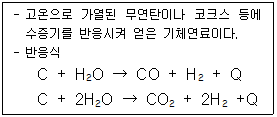 - 고온으로 가열된 무연탄이나 코크스 등에
수증기를 반응시켜 얻은 기체연료이다.
- 반응식
C + H₂O → CO + H₂ + Q
C + 2H₂O → CO₂ + 2H₂ +Q